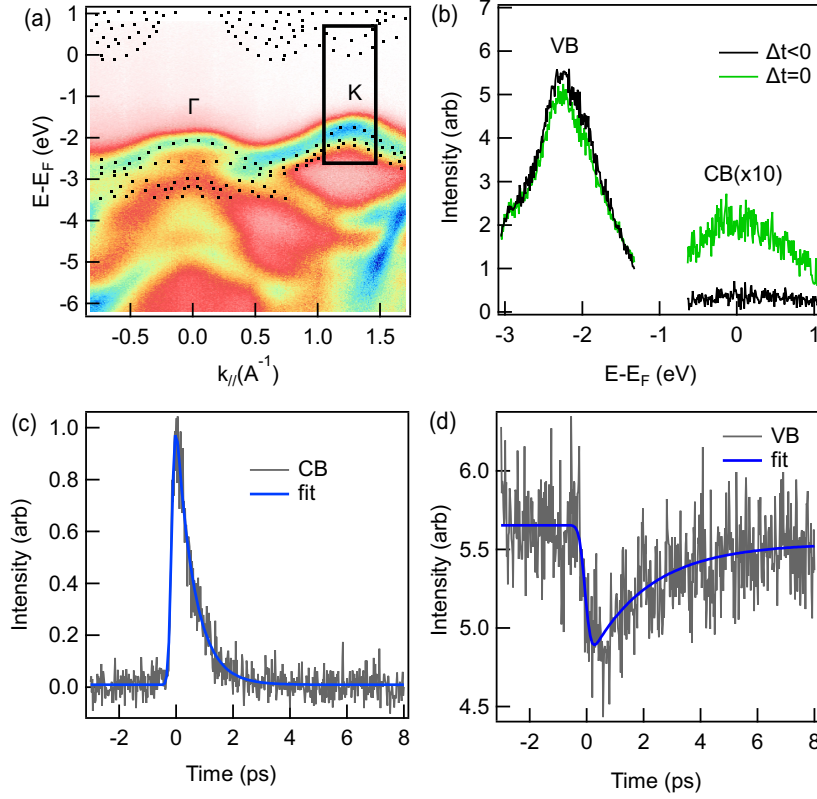 (a)
1
0
-1
-2
-3
-4
-5
-6
E-E_F (eV)
Γ
K
-0.5
0.0
0.5
1.0
1.5
k_//(A^-1)
(b)
7
6
5
4
3
2
1
0
Intensity (arb)
VB
Δt<0
Δt=0
CB(x10)
-3
-2
-1
0
1
E-E_F (eV)
(c)
1.0
0.8
0.6
0.4
0.2
0.0
Intensity (arb)
CB
fit
-2
0
2
4
6
8
Time (ps)
(d)
6.0
5.5
5.0
4.5
Intensity (arb)
VB
fit
-2
0
2
4
6
8
Time (ps)